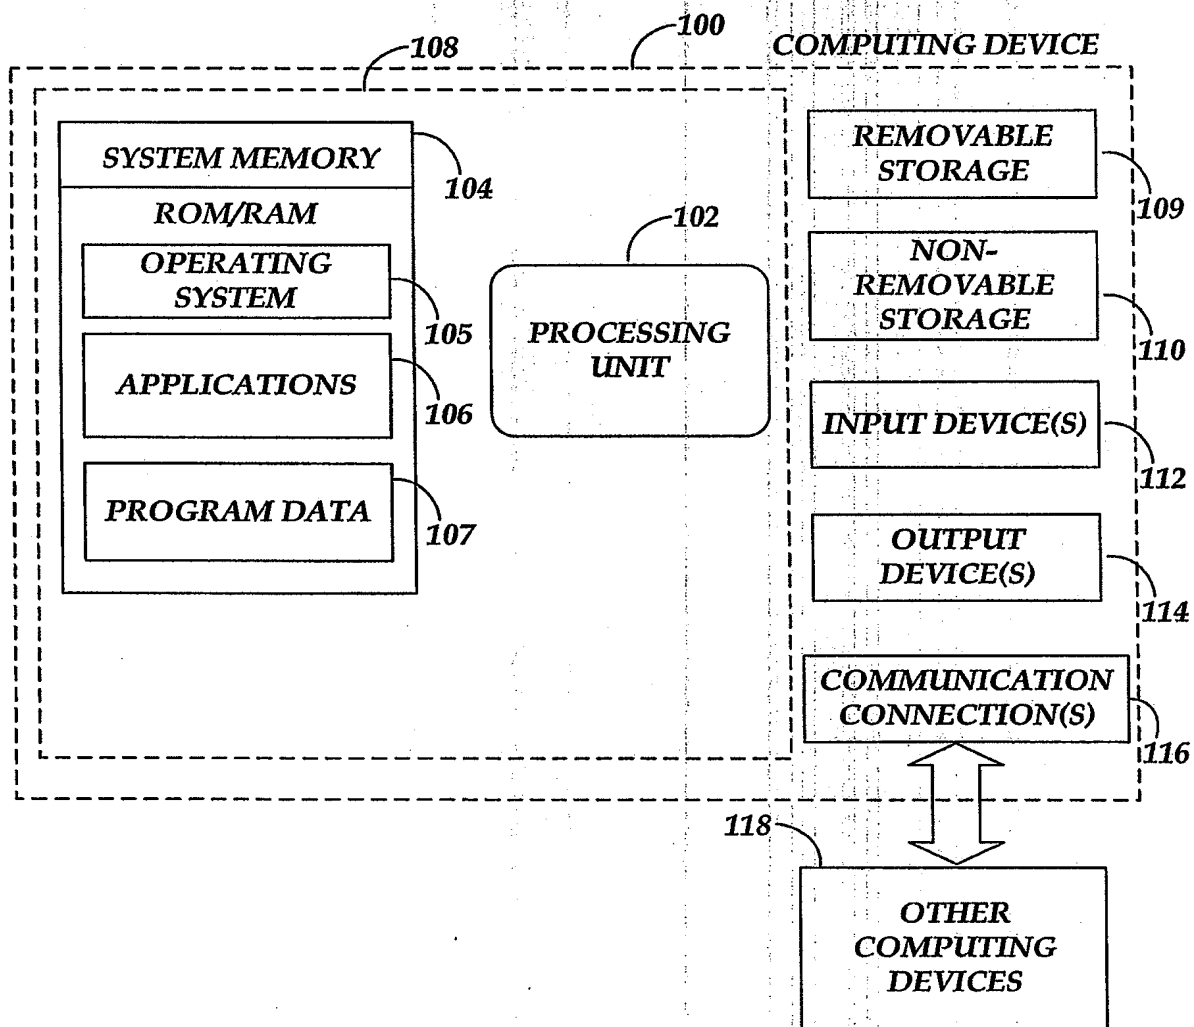 100
COMPUTING DEVICE
108
SYSTEM MEMORY
104
ROM/RAM
OPERATING
SYSTEM
105
APPLICATIONS
106
PROGRAM DATA
107
102
PROCESSING
UNIT
REMOVABLE
STORAGE
109
NON-
REMOVABLE
STORAGE
110
INPUT DEVICE(S)
112
OUTPUT
DEVICE(S)
114
COMMUNICATION
CONNECTION(S)
116
118
OTHER
COMPUTING
DEVICES